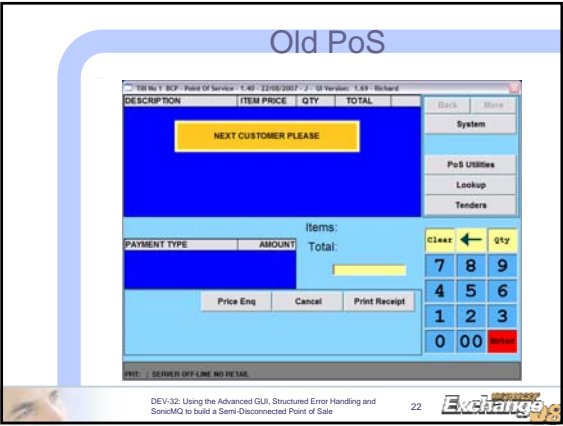 Old PoS
Till No 1 BCP - Point Of Service - 1.40 - 22/08/2007 - J - UI Version: 1.69 - Richard
DESCRIPTION ITEM PRICE QTY TOTAL
Back More
System
NEXT CUSTOMER PLEASE
PoS Utilities
Lookup
Tenders
Items:
PAYMENT TYPE AMOUNT Total:
Clear ← Qty
7 8 9
4 5 6
Price Enq Cancel Print Receipt
1 2 3
0 00
: SERVER OFF-LINE NO RETAIL
DEV-32: Using the Advanced GUI, Structured Error Handling and
SonicMQ to build a Semi-Disconnected Point of Sale
22
Exchange 08